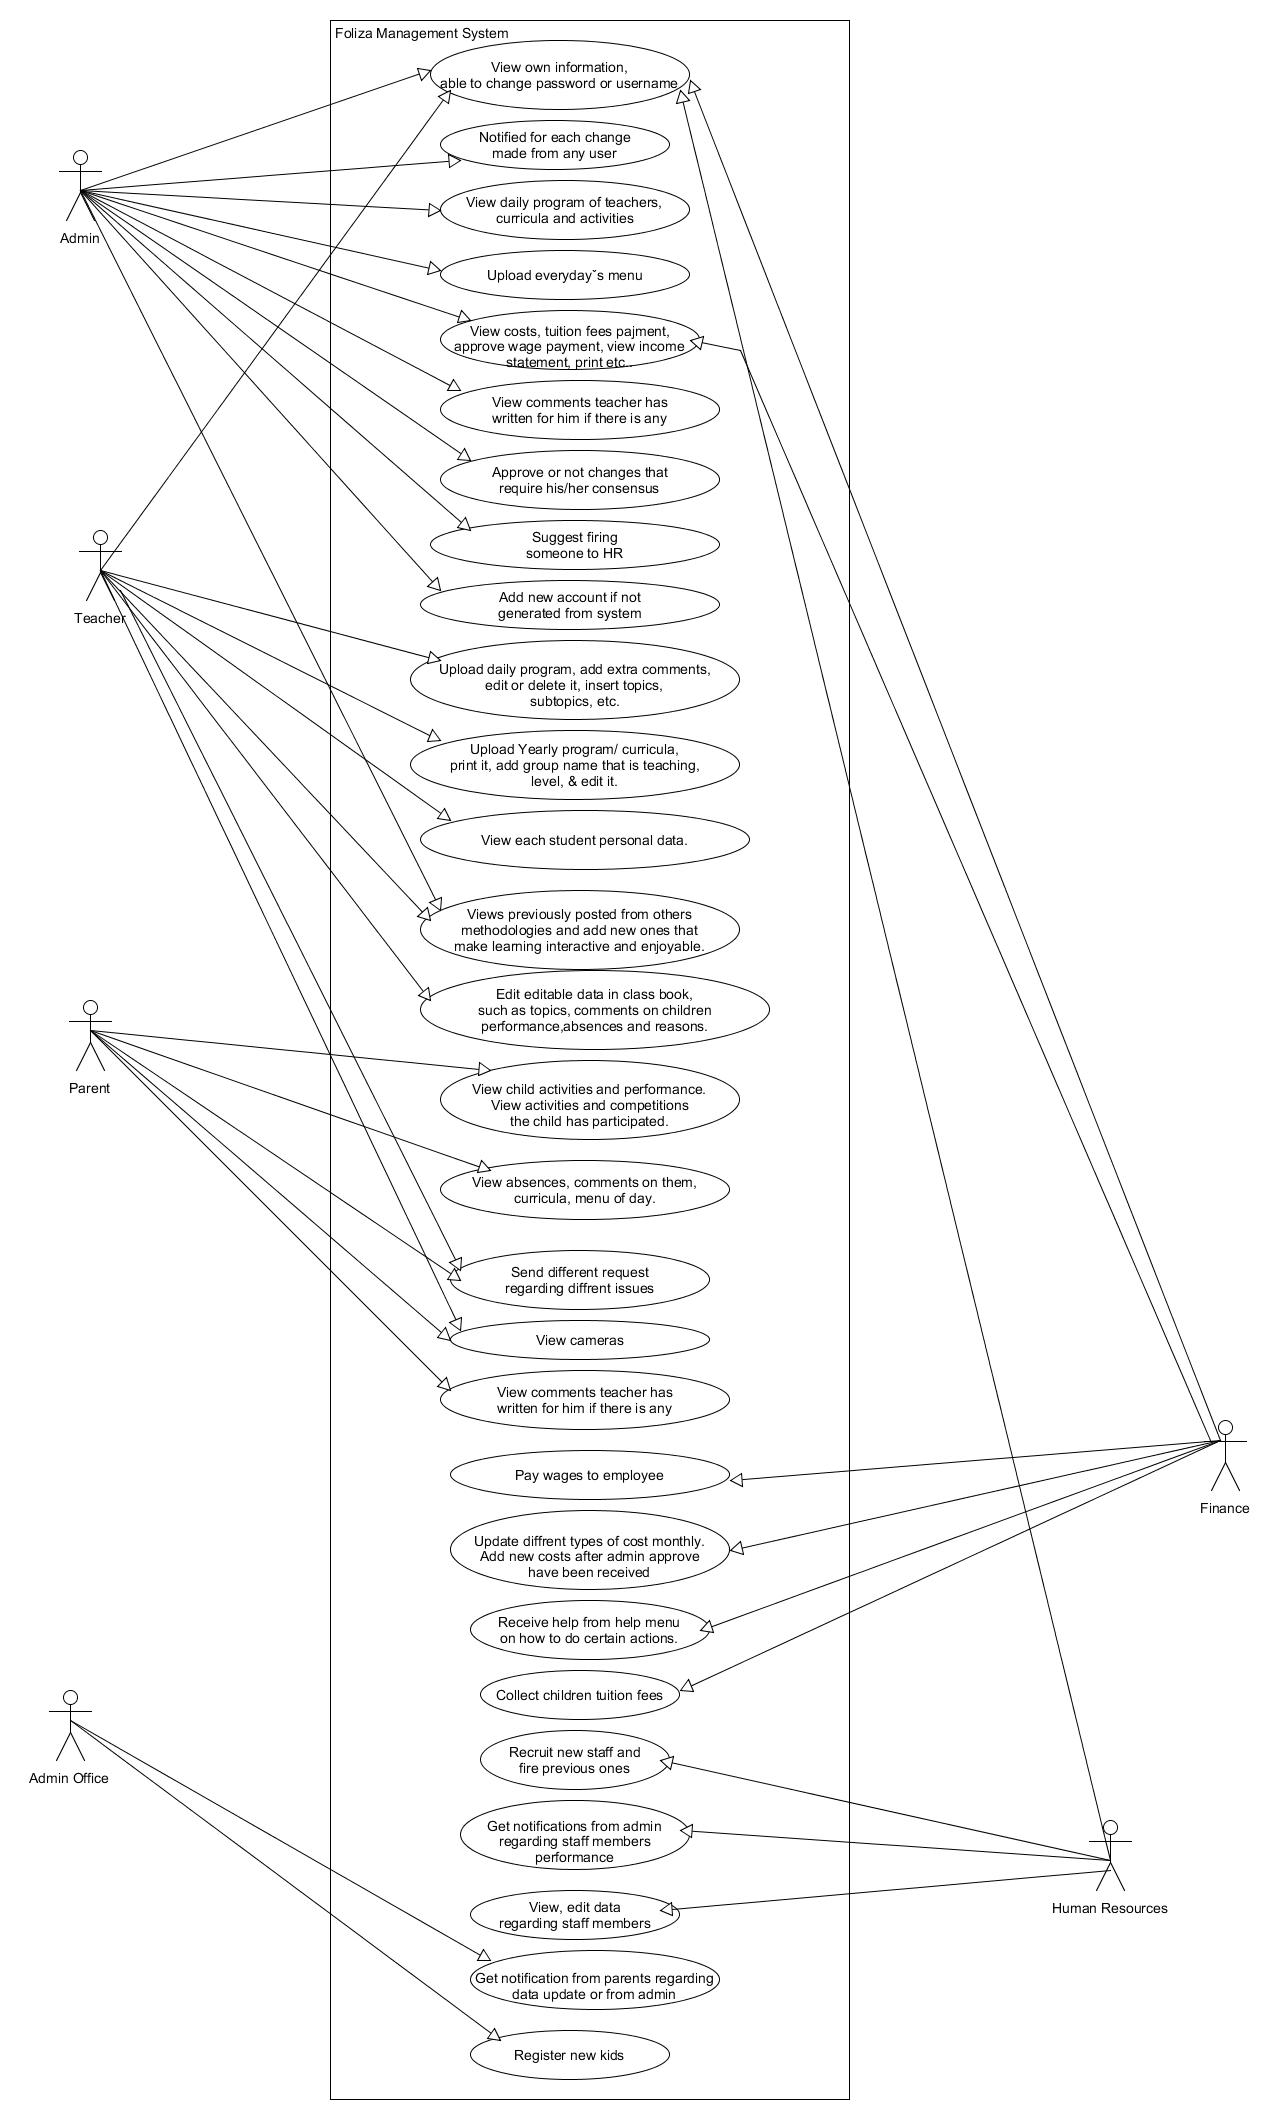 Foliza Management System
View own information,
able to change password or username
Notified for each change
made from any user
Admin
View daily program of teachers,
curricula and activities
Upload everydayˇs menu
View costs, tuition fees pajment,
approve wage payment, view income
statement, print etc..
View comments teacher has
written for him if there is any
Approve or not changes that
require his/her consensus
Suggest firing
someone to HR
Teacher
Add new account if not
generated from system
Upload daily program, add extra comments,
edit or delete it, insert topics,
subtopics, etc.
Upload Yearly program/ curricula,
print it, add group name that is teaching,
level, & edit it.
View each student personal data.
Views previously posted from others
methodologies and add new ones that
make learning interactive and enjoyable.
Edit editable data in class book,
such as topics, comments on children
performance,absences and reasons.
Parent
View child activities and performance.
View activities and competitions
the child has participated.
View absences, comments on them,
curricula, menu of day.
Send different request
regarding diffrent issues
View cameras
View comments teacher has
written for him if there is any
Pay wages to employee
Finance
Update diffrent types of cost monthly.
Add new costs after admin approve
have been received
Receive help from help menu
on how to do certain actions.
Collect children tuition fees
Recruit new staff and
fire previous ones
Admin Office
Get notifications from admin
regarding staff members
performance
View, edit data
regarding staff members
Human Resources
Get notification from parents regarding
data update or from admin
Register new kids